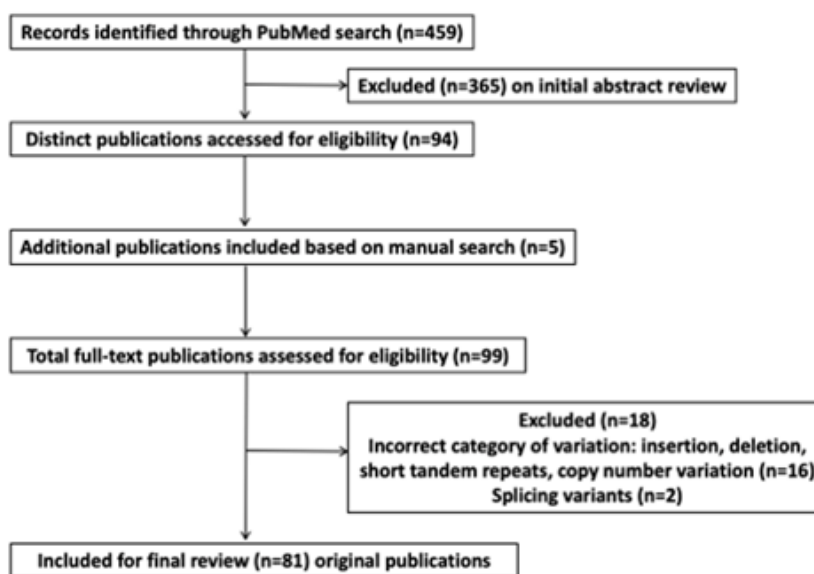 Records identified through PubMed search (n=459)
Excluded (n=365) on initial abstract review
Distinct publications accessed for eligibility (n=94)
Additional publications included based on manual search (n=5)
Total full-text publications assessed for eligibility (n=99)
Excluded (n=18)
Incorrect category of variation: insertion, deletion,
short tandem repeats, copy number variation (n=16)
Splicing variants (n=2)
Included for final review (n=81) original publications